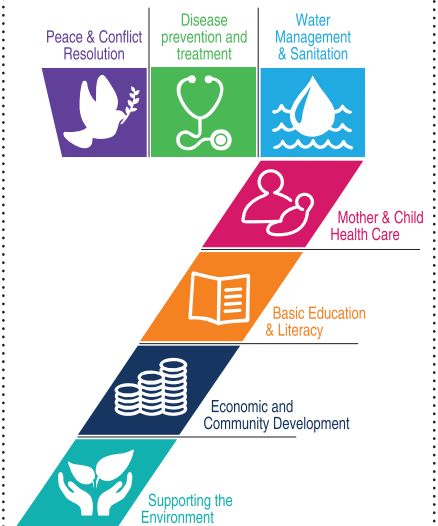 Peace & Conflict
Resolution
Disease
prevention and
treatment
Water
Management
& Sanitation
Mother & Child
Health Care
Basic Education
& Literacy
Economic and
Community Development
Supporting the
Environment